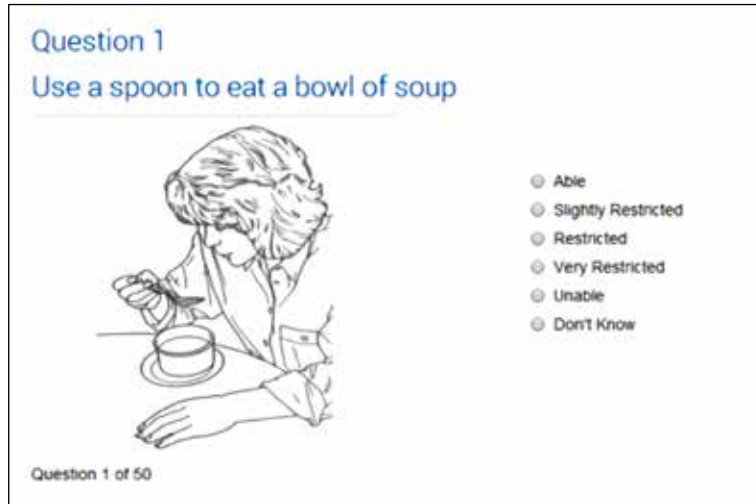 Question 1
Use a spoon to eat a bowl of soup
Able
Slightly Restricted
Restricted
Very Restricted
Unable
Don't Know
Question 1 of 50